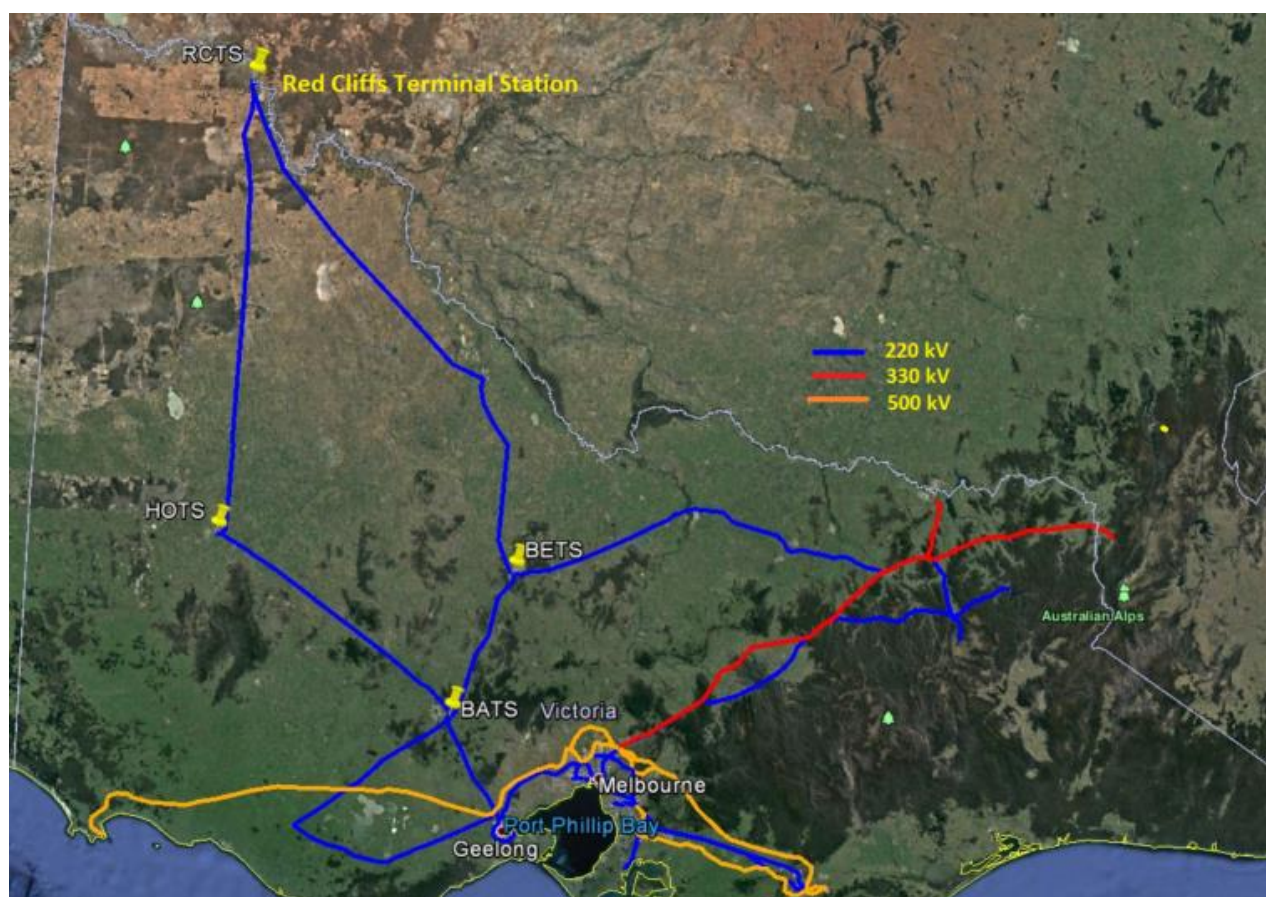 RCTS
Red Cliffs Terminal Station
220 kV
330 kV
500 kV
HOTS
BETS
Australian Alps
BATS
Victoria
Melbourne
Port Phillip Bay
Geelong